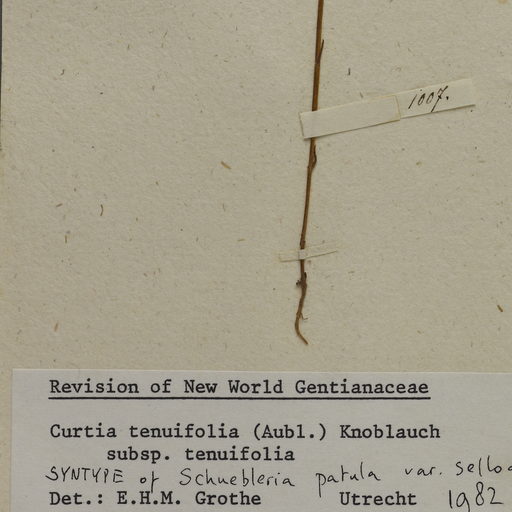 1007.
Revision of New World Gentianaceae
Curtia tenuifolia (Aubl.) Knoblauch
subsp. tenuifolia
SYNTYPE of Schuebleria patula var. 
Det.: E.H.M. Grothe Utrecht 1982